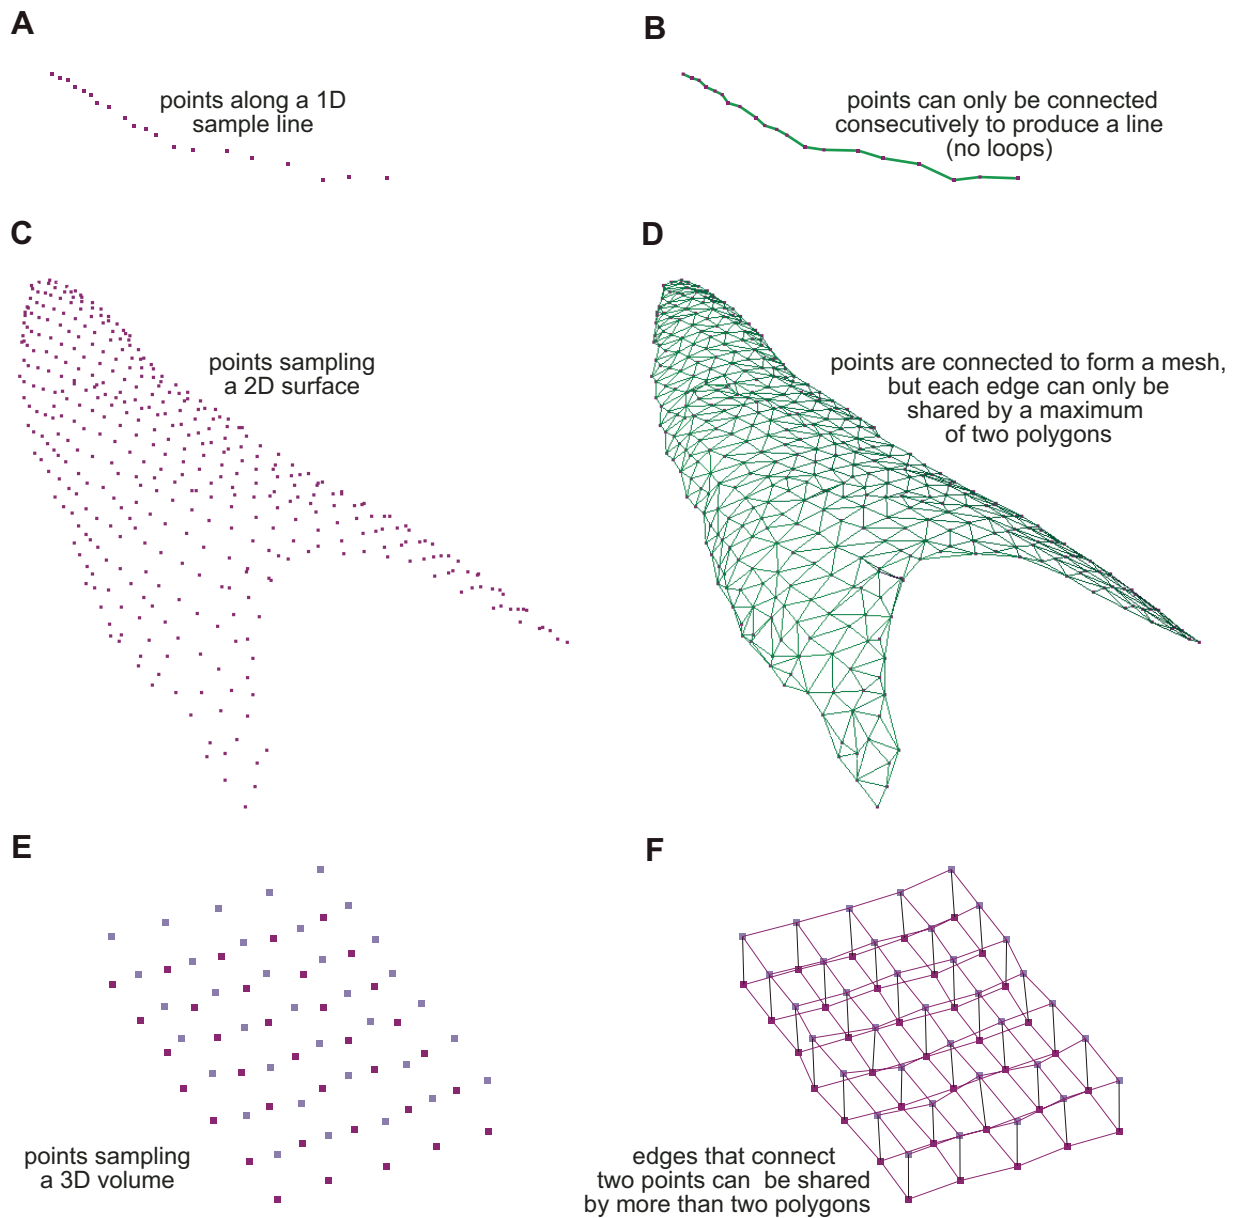 A
points along a 1D
sample line
B
points can only be connected
consecutively to produce a line
(no loops)
C
points sampling
a 2D surface
D
points are connected to form a mesh,
but each edge can only be
shared by a maximum
of two polygons
E
points sampling
a 3D volume
F
edges that connect
two points can  be shared
by more than two polygons